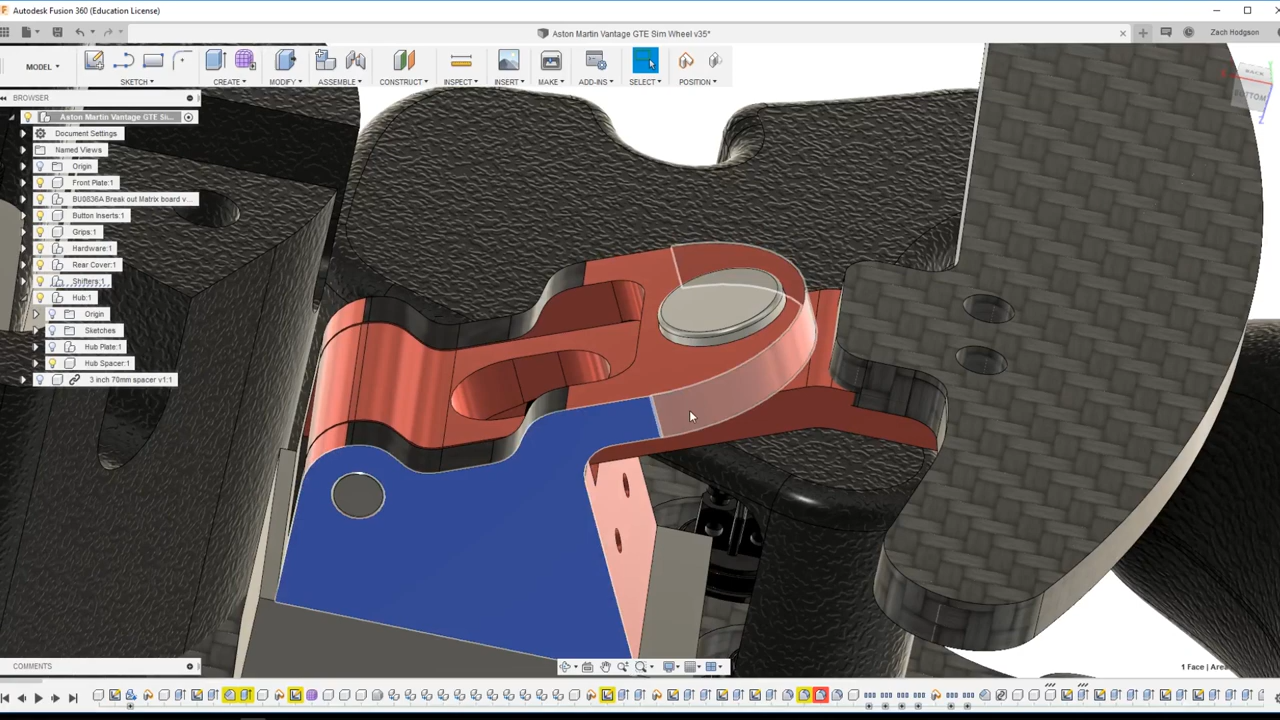 Autodesk Fusion 360 (Education License)
Aston Martin Vantage GTE Sim Wheel v35*
Zach Hodgson
MODEL
SKETCH
CREATE
MODIFY
ASSEMBLE
CONSTRUCT
INSPECT
INSERT
MAKE
ADD-INS
SELECT
POSITION
BACK
BOTTOM
BROWSER
Aston Martin Vantage GTE Si...
Document Settings
Named Views
Origin
Front Plate:1
BU0836A Break out Matrix board v...
Button Inserts:1
Grips:1
Hardware:1
Rear Cover:1
Shifters:1
Hub:1
Origin
Sketches
Hub Plate:1
Hub Spacer:1
3 inch 70mm spacer v1:1
COMMENTS
1 Face | Area